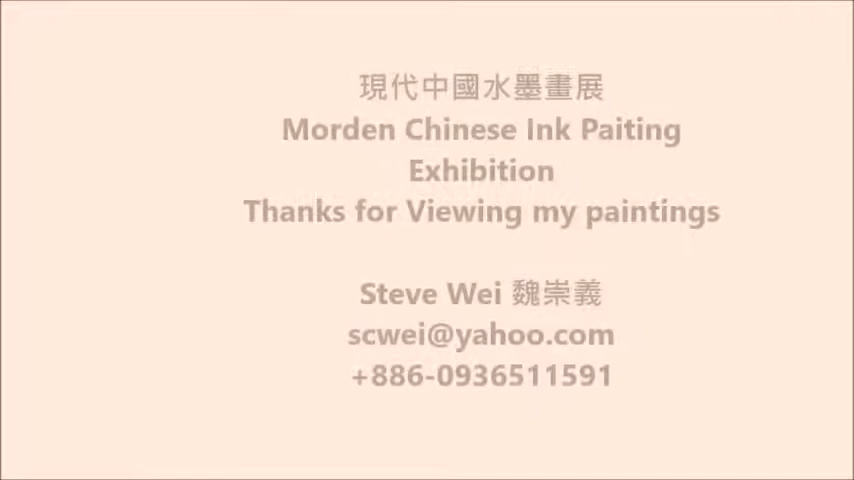 現代中國水墨畫展
Morden Chinese Ink Paiting
Exhibition
Thanks for Viewing my paintings
Steve Wei 魏崇義
scwei@yahoo.com
+886-0936511591